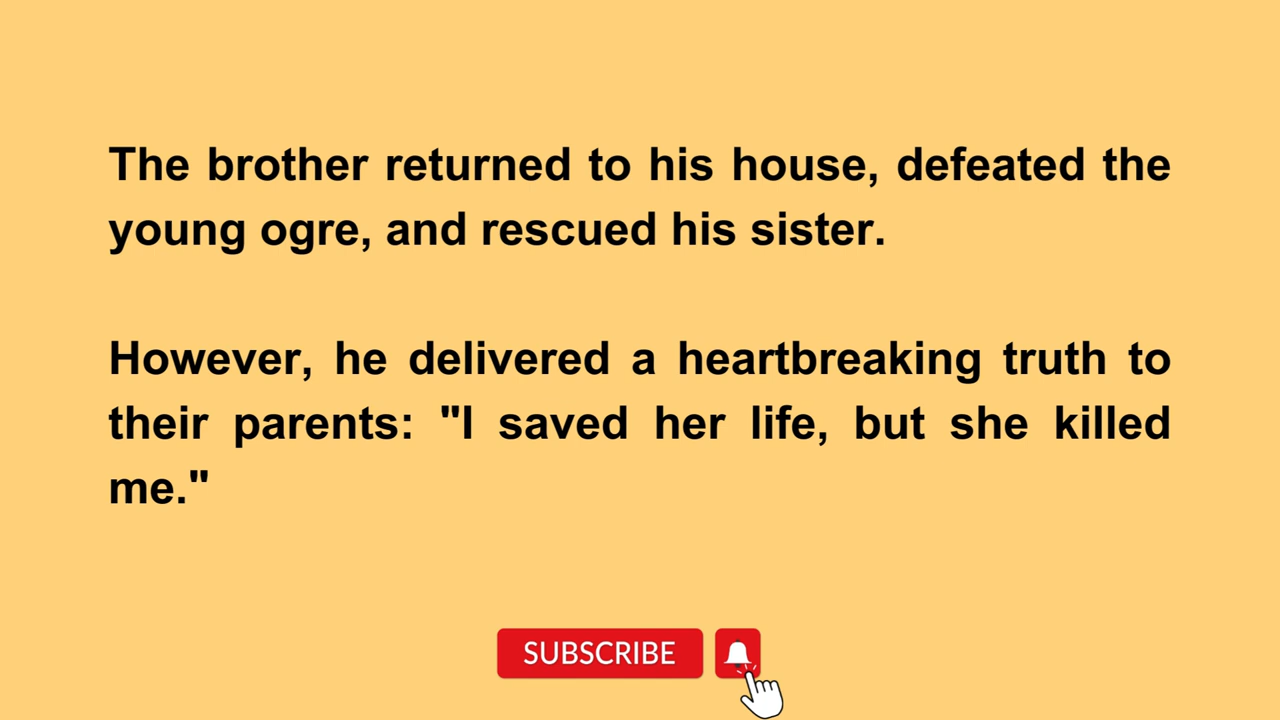 The brother returned to his house, defeated the
young ogre, and rescued his sister.
However, he delivered a heartbreaking truth to
their parents: "I saved her life, but she killed
me."
SUBSCRIBE